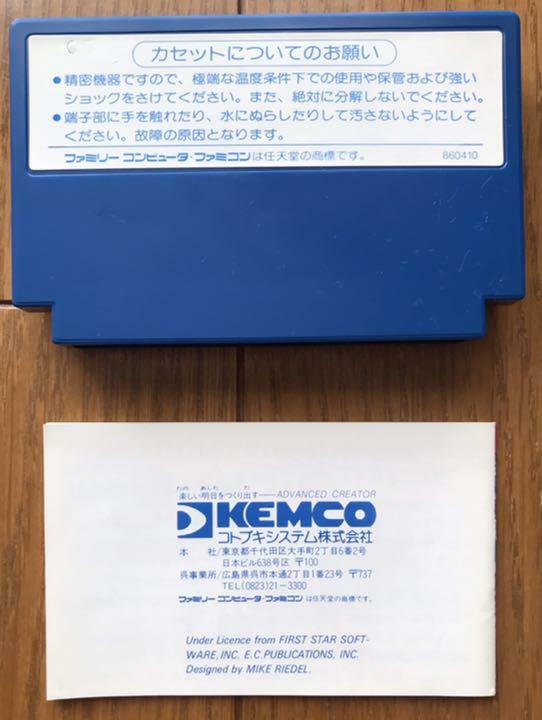 カセットについてのお願い
●精密機器ですので、極端な温度条件下での使用や保管および強い
ショックをさけてください。また、絶対に分解しないでください。
●端子部に手を触れたり、水にぬらしたりして汚さないようにして
ください。故障の原因となります。
ファミリーコンピュータ・ファミコンは任天堂の商標です。 860410
たの あした だ
楽しい明日をつくり出す——ADVANCED CREATOR
KEMCO
コトブキシステム株式会社
本 社/東京都千代田区大手町2丁目6番2号
日本ビル638号区 〒100
呉事業所/広島県呉市本通2丁目1番23号 〒737
TEL(0823)21-3300
ファミリーコンピュータ・ファミコンは任天堂の商標です。
Under Licence from FIRST STAR SOFT-
WARE, INC. E.C.PUBLICATIONS, INC.
Designed by MIKE RIEDEL.